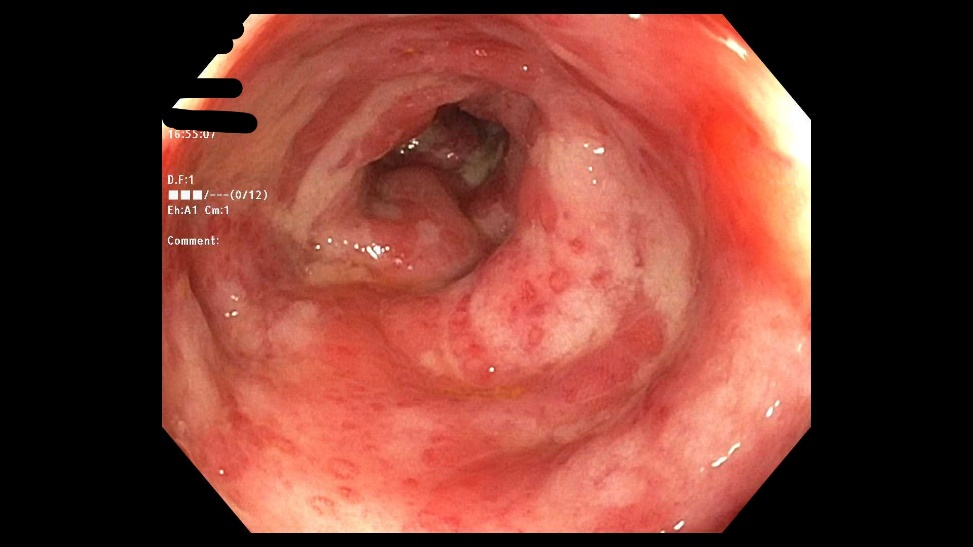 16:55:07
D.F:1
■■■/---(0/12)
Eh:A1 Cm:1
Comment: